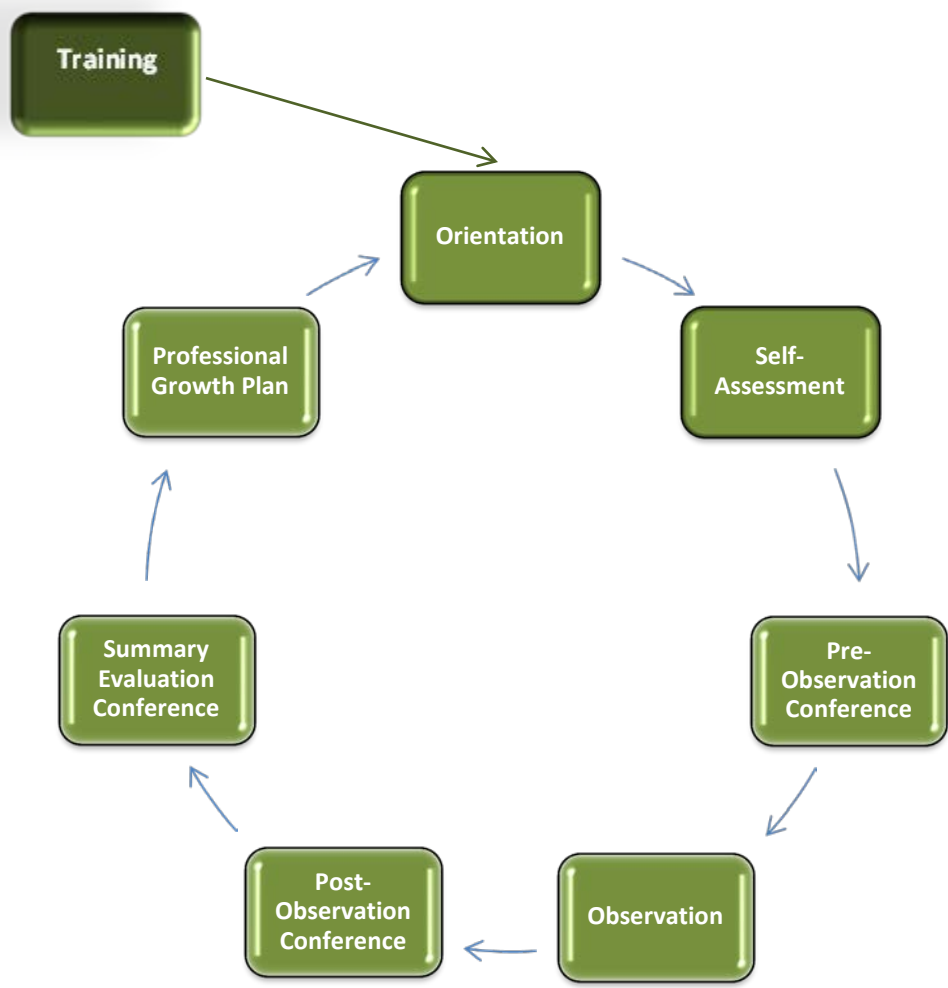 Training
Orientation
Self-
Assessment
Pre-
Observation
Conference
Observation
Post-
Observation
Conference
Summary
Evaluation
Conference
Professional
Growth Plan